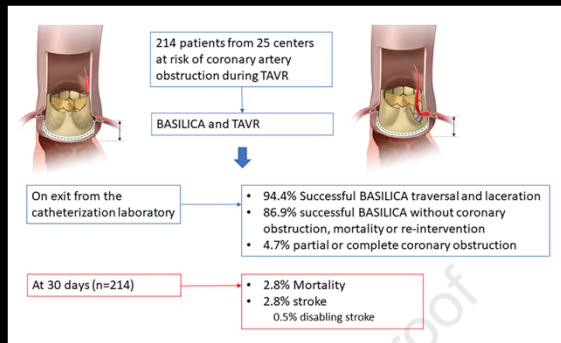 214 patients from 25 centers
at risk of coronary artery
obstruction during TAVR
BASILICA and TAVR
On exit from the
catheterization laboratory
• 94.4% Successful BASILICA traversal and laceration
• 86.9% successful BASILICA without coronary
obstruction, mortality or re-intervention
• 4.7% partial or complete coronary obstruction
At 30 days (n=214)
• 2.8% Mortality
• 2.8% stroke
0.5% disabling stroke
roof